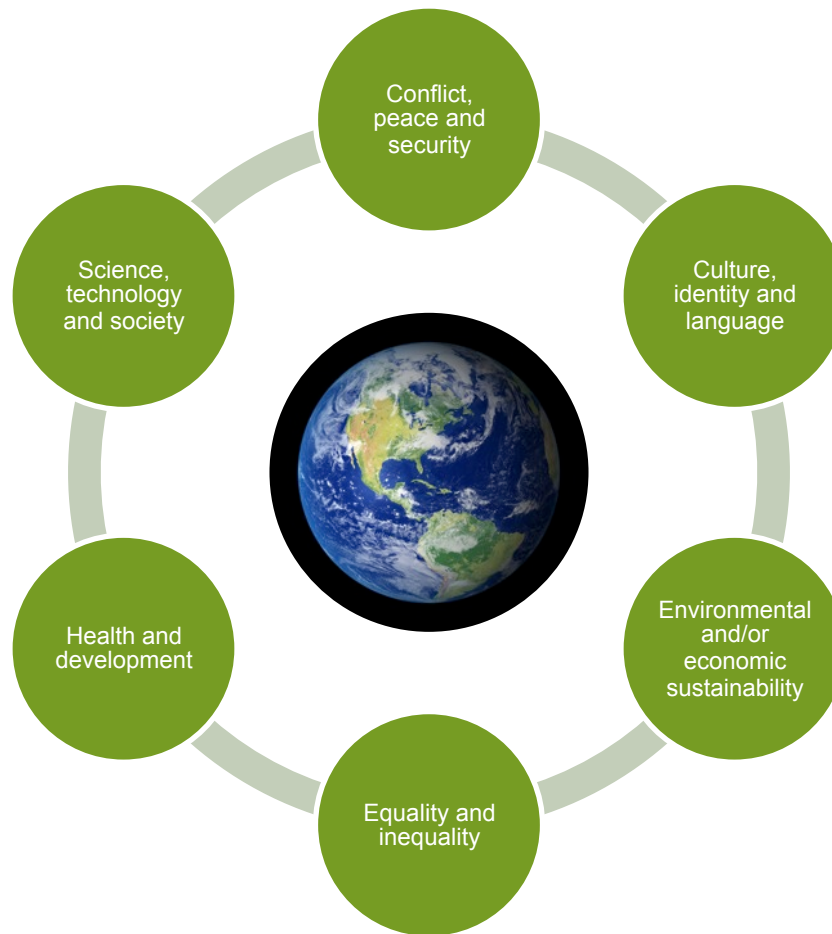 Conflict,
peace and
security
Culture,
identity and
language
Environmental
and/or
economic
sustainability
Equality and
inequality
Health and
development
Science,
technology
and society